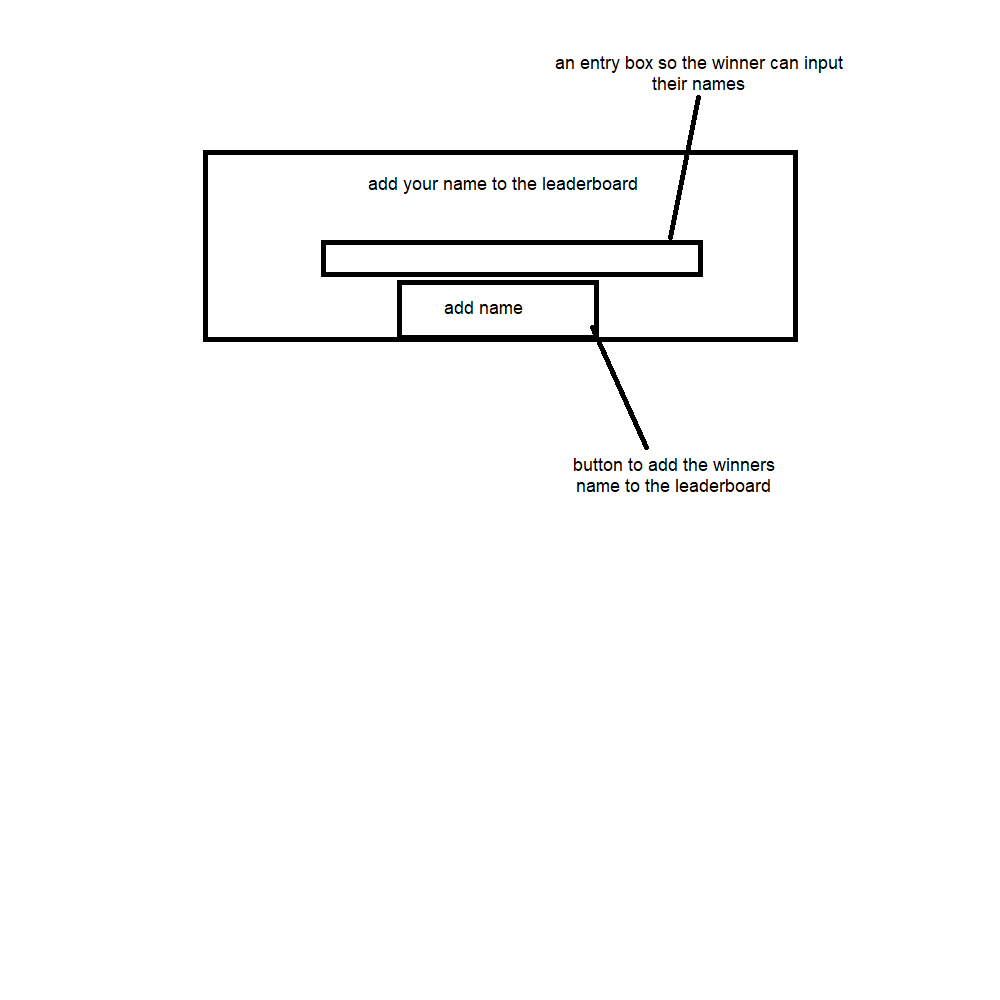 an entry box so the winner can input
their names
add your name to the leaderboard
add name
button to add the winners
name to the leaderboard